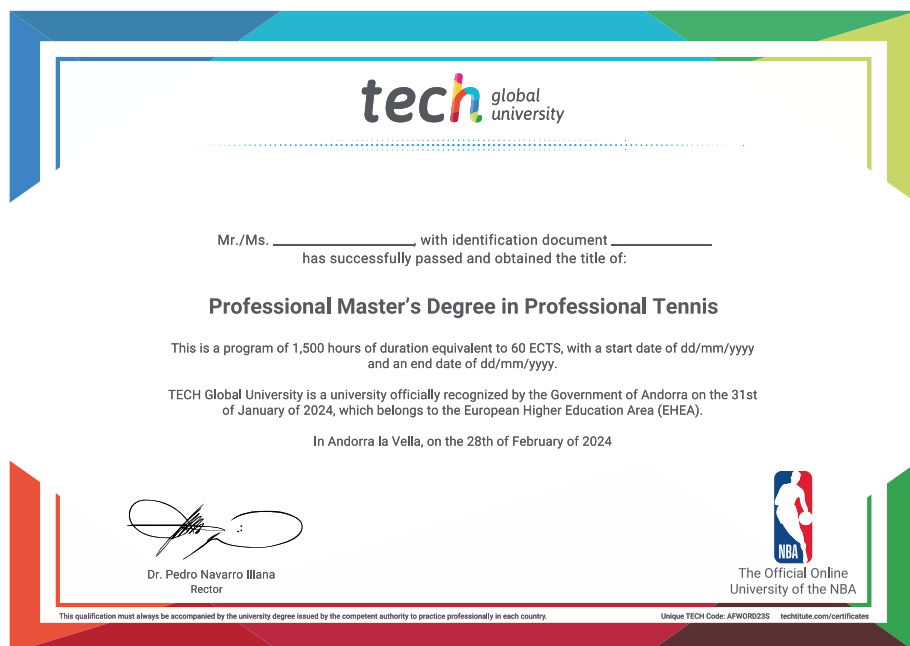 tech global university
Mr./Ms. ____________, with identification document ____________
has successfully passed and obtained the title of:
Professional Master's Degree in Professional Tennis
This is a program of 1,500 hours of duration equivalent to 60 ECTS, with a start date of dd/mm/yyyy
and an end date of dd/mm/yyyy.
TECH Global University is a university officially recognized by the Government of Andorra on the 31st
of January of 2024, which belongs to the European Higher Education Area (EHEA).
In Andorra la Vella, on the 28th of February of 2024
Dr. Pedro Navarro Illana
Rector
NBA
The Official Online
University of the NBA
This qualification must always be accompanied by the university degree issued by the competent authority to practice professionally in each country.
Unique TECH Code: AFWORD23S techtitute.com/certificates